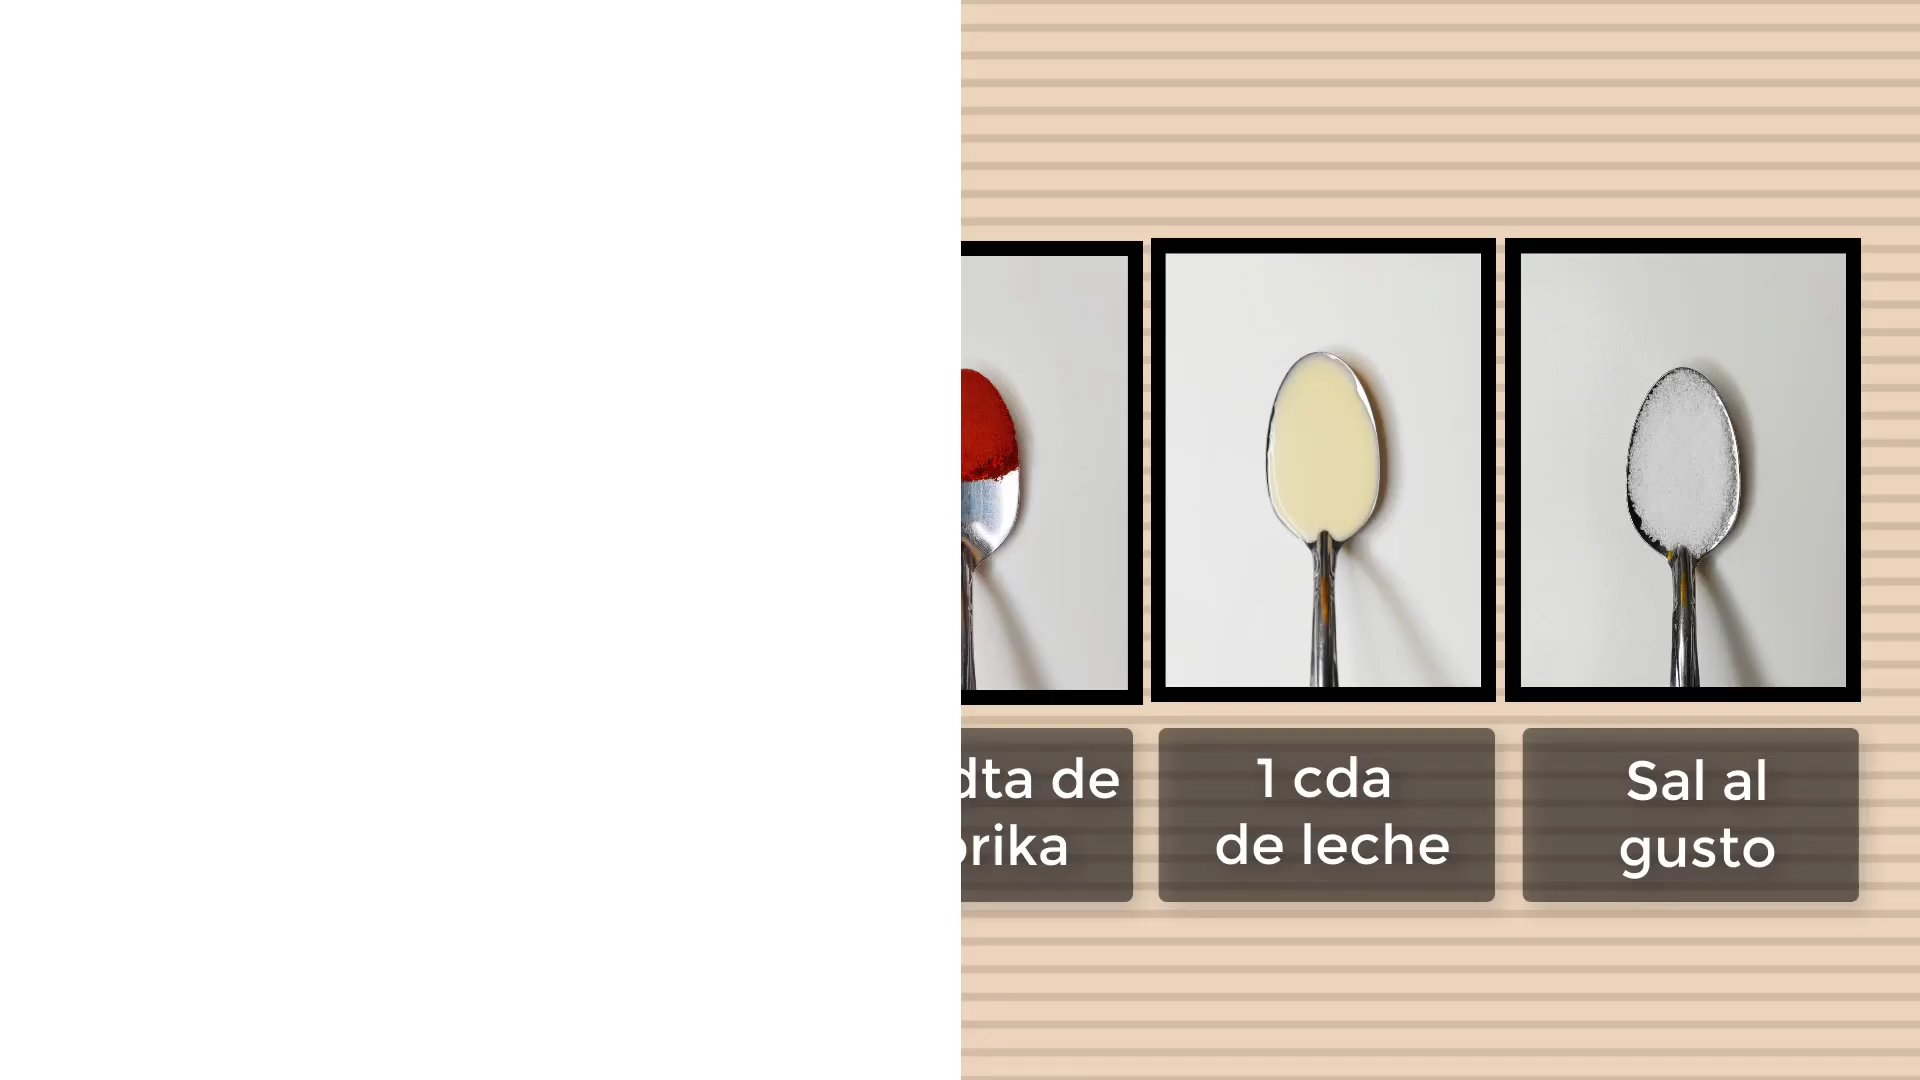 dta de
rika
1 cda
de leche
Sal al
gusto